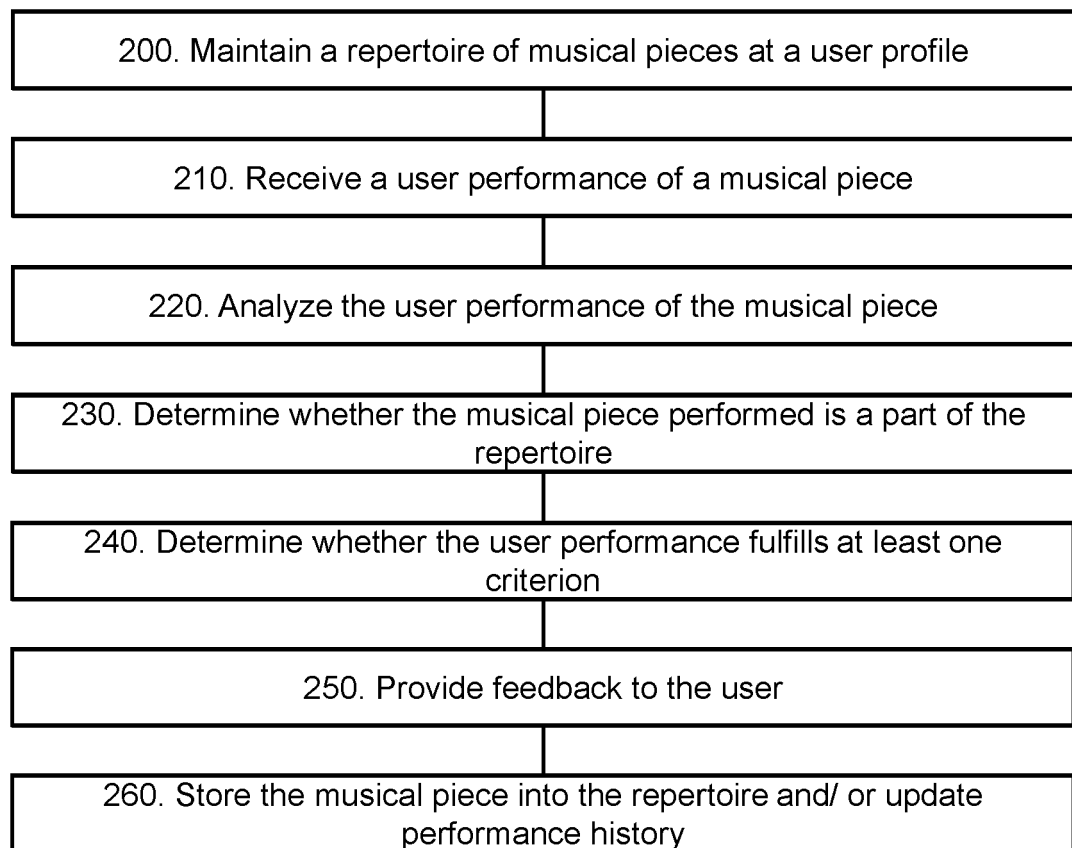 200. Maintain a repertoire of musical pieces at a user profile
210. Receive a user performance of a musical piece
220. Analyze the user performance of the musical piece
230. Determine whether the musical piece performed is a part of the
repertoire
240. Determine whether the user performance fulfills at least one
criterion
250. Provide feedback to the user
260. Store the musical piece into the repertoire and/ or update
performance history